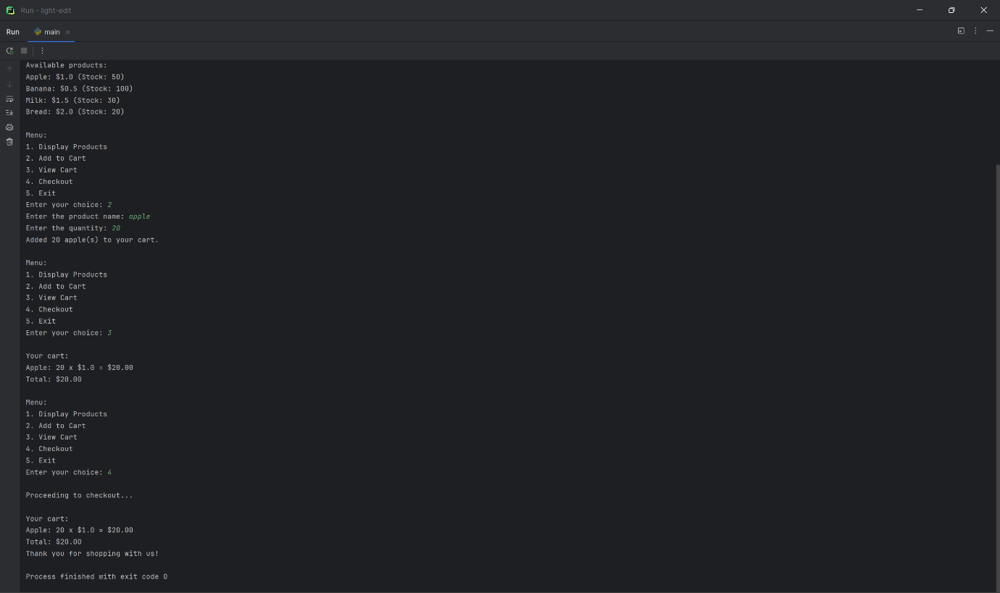 Run - light-edit
Run main
Available products:
Apple: $1.0 (Stock: 50)
Banana: $0.5 (Stock: 100)
Milk: $1.5 (Stock: 30)
Bread: $2.0 (Stock: 20)

Menu:
1. Display Products
2. Add to Cart
3. View Cart
4. Checkout
5. Exit
Enter your choice: 2
Enter the product name: apple
Enter the quantity: 20
Added 20 apple(s) to your cart.

Menu:
1. Display Products
2. Add to Cart
3. View Cart
4. Checkout
5. Exit
Enter your choice: 3

Your cart:
Apple: 20 x $1.0 = $20.00
Total: $20.00

Menu:
1. Display Products
2. Add to Cart
3. View Cart
4. Checkout
5. Exit
Enter your choice: 4

Proceeding to checkout...

Your cart:
Apple: 20 x $1.0 = $20.00
Total: $20.00
Thank you for shopping with us!

Process finished with exit code 0